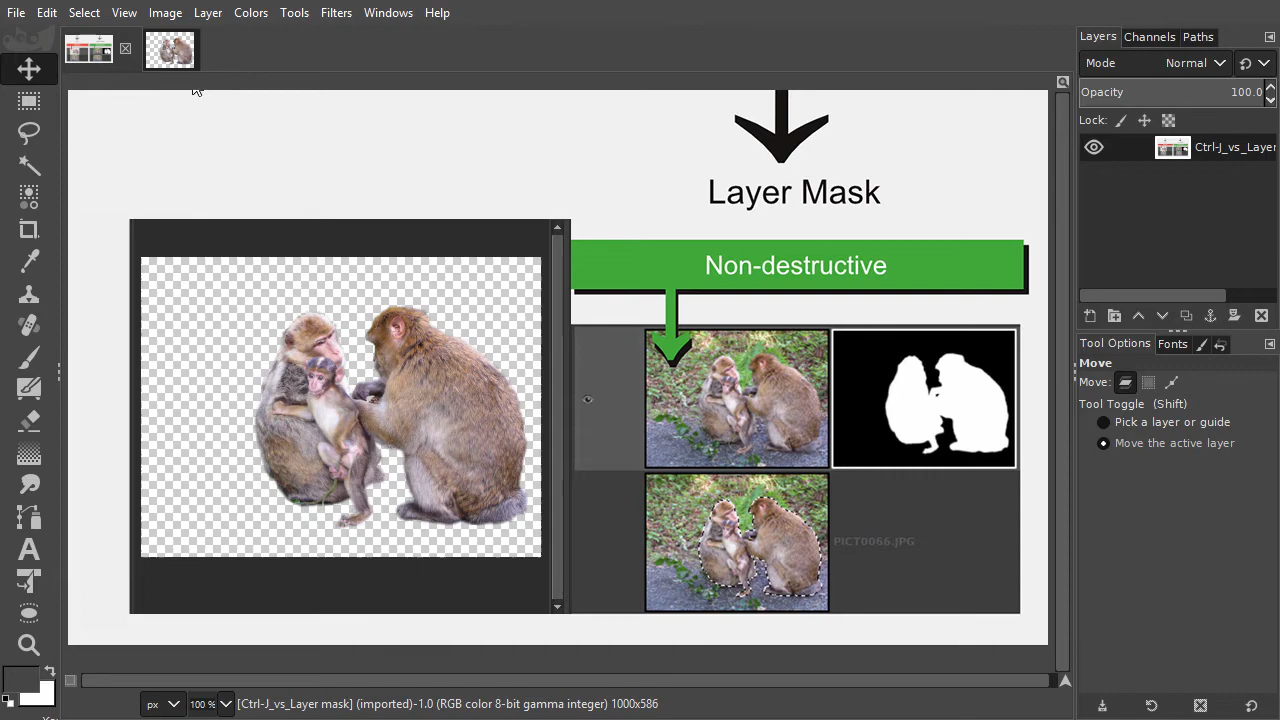 File Edit Select View Image Layer Colors Tools Filters Windows Help
Layers Channels Paths
Mode Normal
Opacity 100.0
Lock:
Ctrl-J_vs_Layer
Layer Mask
Non-destructive
PICT0066.JPG
Tool Options Fonts
Move
Move:
Tool Toggle (Shift)
Pick a layer or guide
Move the active layer
px 100 % [Ctrl-J_vs_Layer mask] (imported)-1.0 (RGB color 8-bit gamma integer) 1000x586